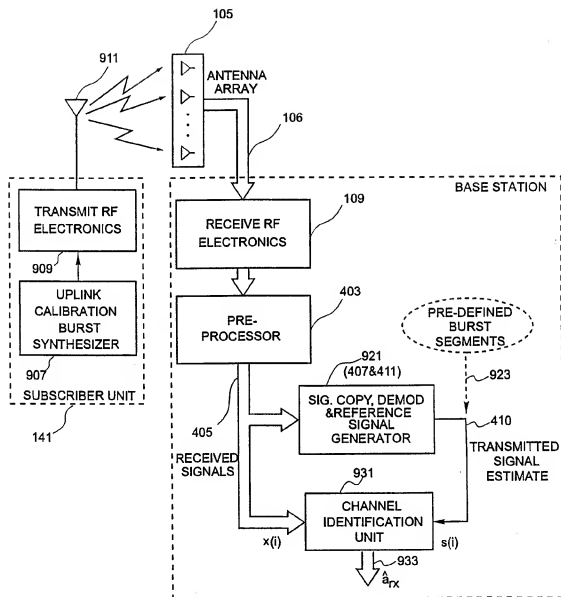 105
911
ANTENNA
ARRAY
106
BASE STATION
TRANSMIT RF
ELECTRONICS
909
RECEIVE RF
ELECTRONICS
109
UPLINK
CALIBRATION
BURST
SYNTHESIZER
907
SUBSCRIBER UNIT
141
PRE-
PROCESSOR
403
PRE-DEFINED
BURST
SEGMENTS
923
921
(407&411)
SIG. COPY, DEMOD
&REFERENCE
SIGNAL
GENERATOR
405
RECEIVED
SIGNALS
410
TRANSMITTED
SIGNAL
ESTIMATE
931
CHANNEL
IDENTIFICATION
UNIT
x(i)
s(i)
933
ârx